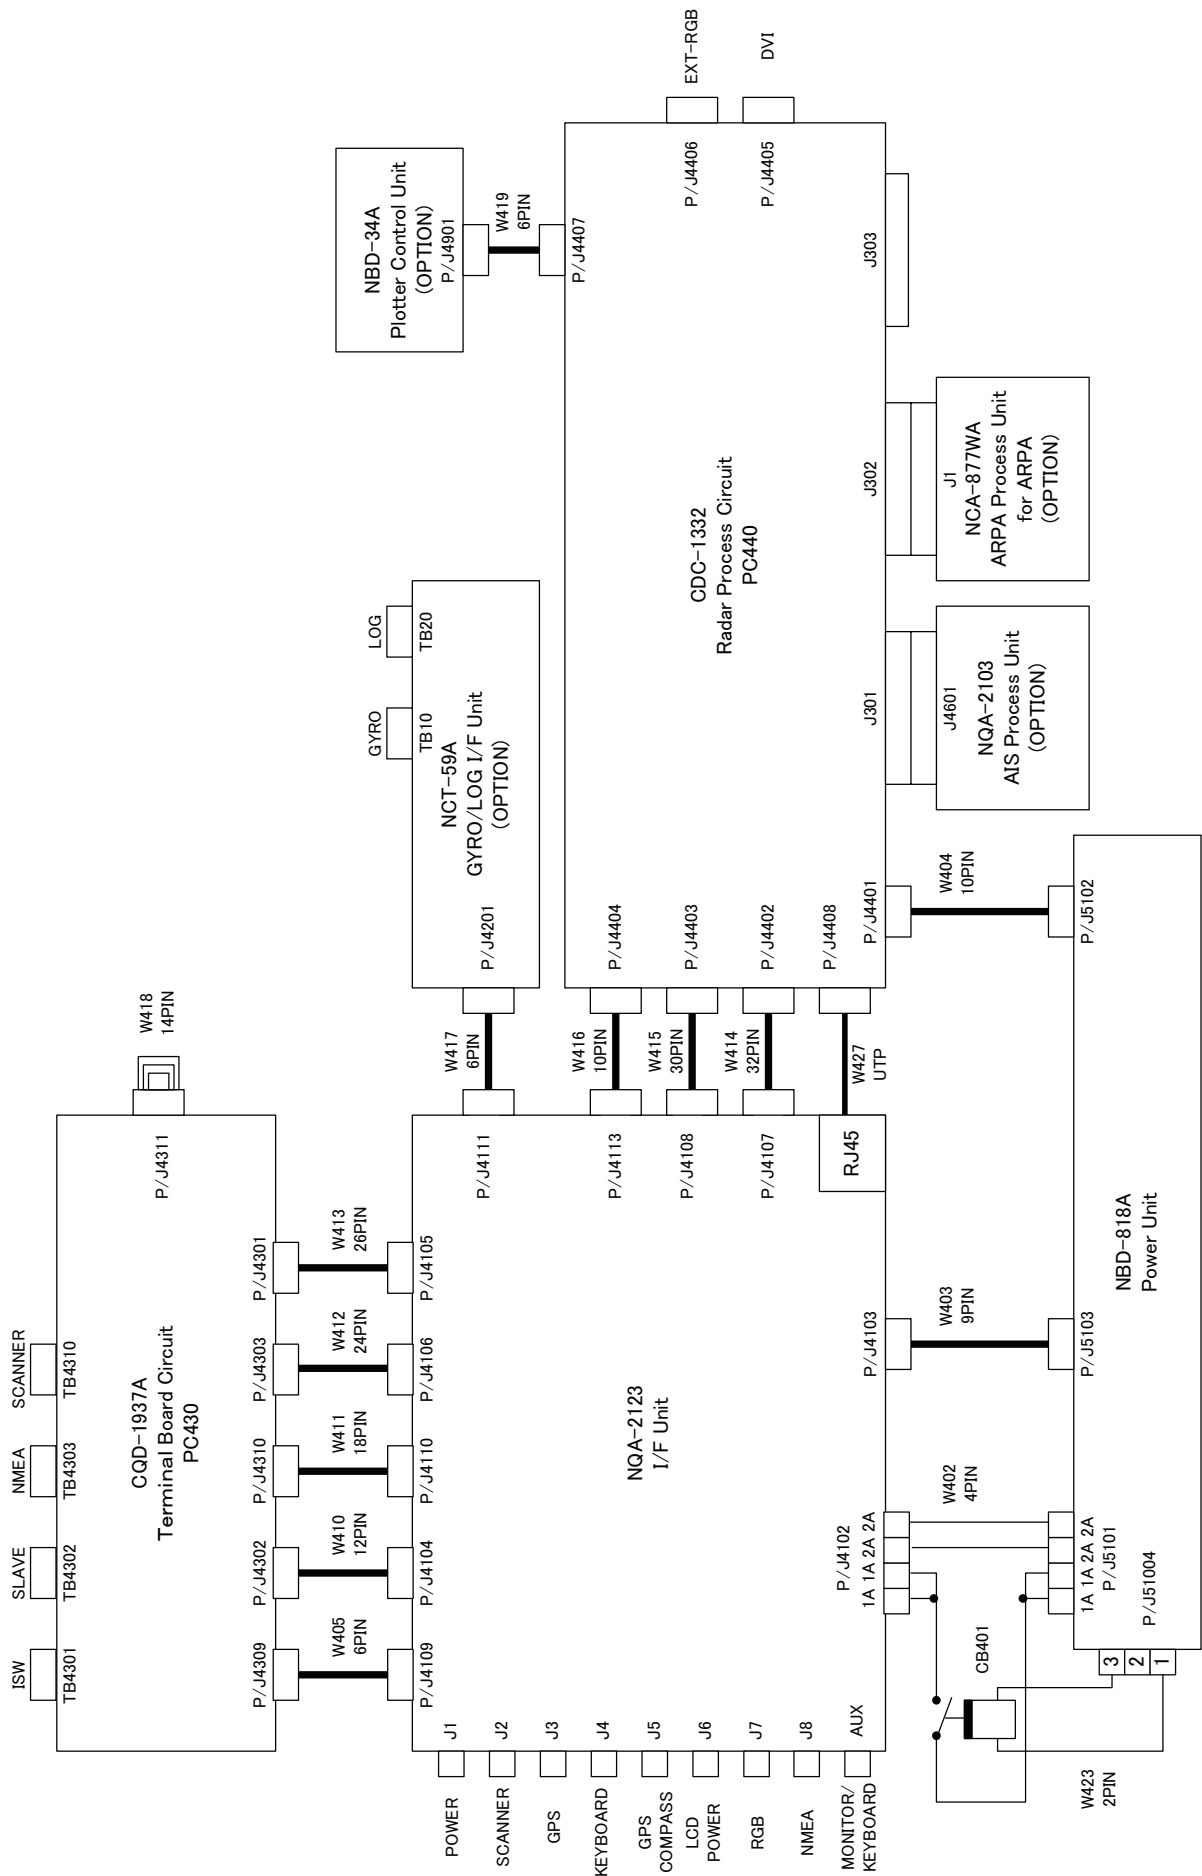 ISW
SLAVE
NMEA
SCANNER
TB4301
TB4302
TB4303
TB4310
CQD-1937A
Terminal Board Circuit
PC430
P/J4311
W418
14PIN
P/J4309
P/J4302
P/J4310
P/J4303
P/J4301
W405
6PIN
W410
12PIN
W411
18PIN
W412
24PIN
W413
26PIN
P/J4109
P/J4104
P/J4110
P/J4106
P/J4105
POWER
J1
SCANNER
J2
GPS
J3
KEYBOARD
J4
GPS
COMPASS
J5
LCD
POWER
J6
RGB
J7
NMEA
J8
MONITOR/
KEYBOARD
AUX
NQA-2123
I/F Unit
P/J4111
P/J4113
P/J4108
P/J4107
RJ45
P/J4103
P/J4102
1A 1A 2A 2A
W417
6PIN
W416
10PIN
W415
30PIN
W414
32PIN
W427
UTP
GYRO
LOG
TB10
TB20
NCT-59A
GYRO/LOG I/F Unit
(OPTION)
P/J4201
NBD-34A
Plotter Control Unit
(OPTION)
P/J4901
W419
6PIN
P/J4407
P/J4404
P/J4403
P/J4402
P/J4408
P/J4401
CDC-1332
Radar Process Circuit
PC440
P/J4406
P/J4405
EXT-RGB
DVI
J301
J302
J303
J4601
NQA-2103
AIS Process Unit
(OPTION)
J1
NCA-877WA
ARPA Process Unit
for ARPA
(OPTION)
W404
10PIN
P/J5102
W403
9PIN
P/J5103
W402
4PIN
1A 1A 2A 2A
P/J5101
P/J51004
NBD-818A
Power Unit
CB401
3
2
1
W423
2PIN